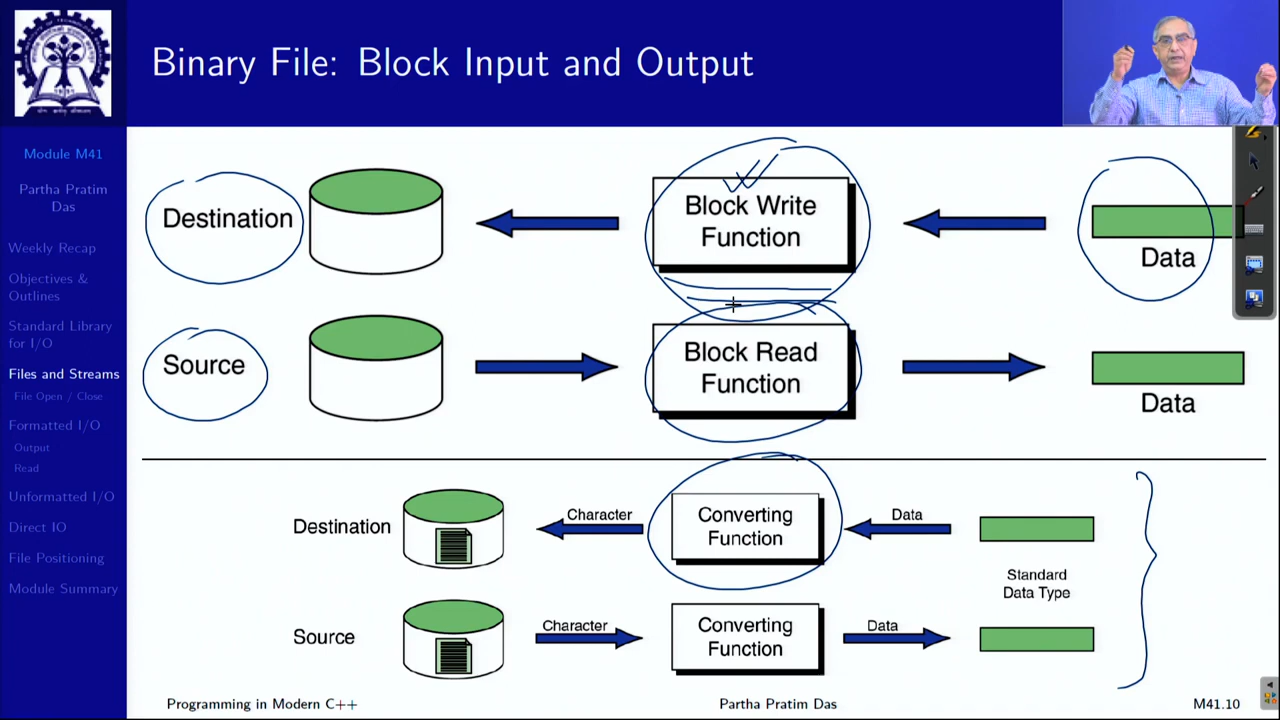 Binary File: Block Input and Output
Module M41
Partha Pratim
Das
Weekly Recap
Objectives &
Outlines
Standard Library
for I/O
Files and Streams
File Open / Close
Formatted I/O
Output
Read
Unformatted I/O
Direct IO
File Positioning
Module Summary
Destination
Block Write
Function
Data
Source
Block Read
Function
Data
Destination
Character
Converting
Function
Data
Standard
Data Type
Source
Character
Converting
Function
Data
Programming in Modern C++
Partha Pratim Das
M41.10